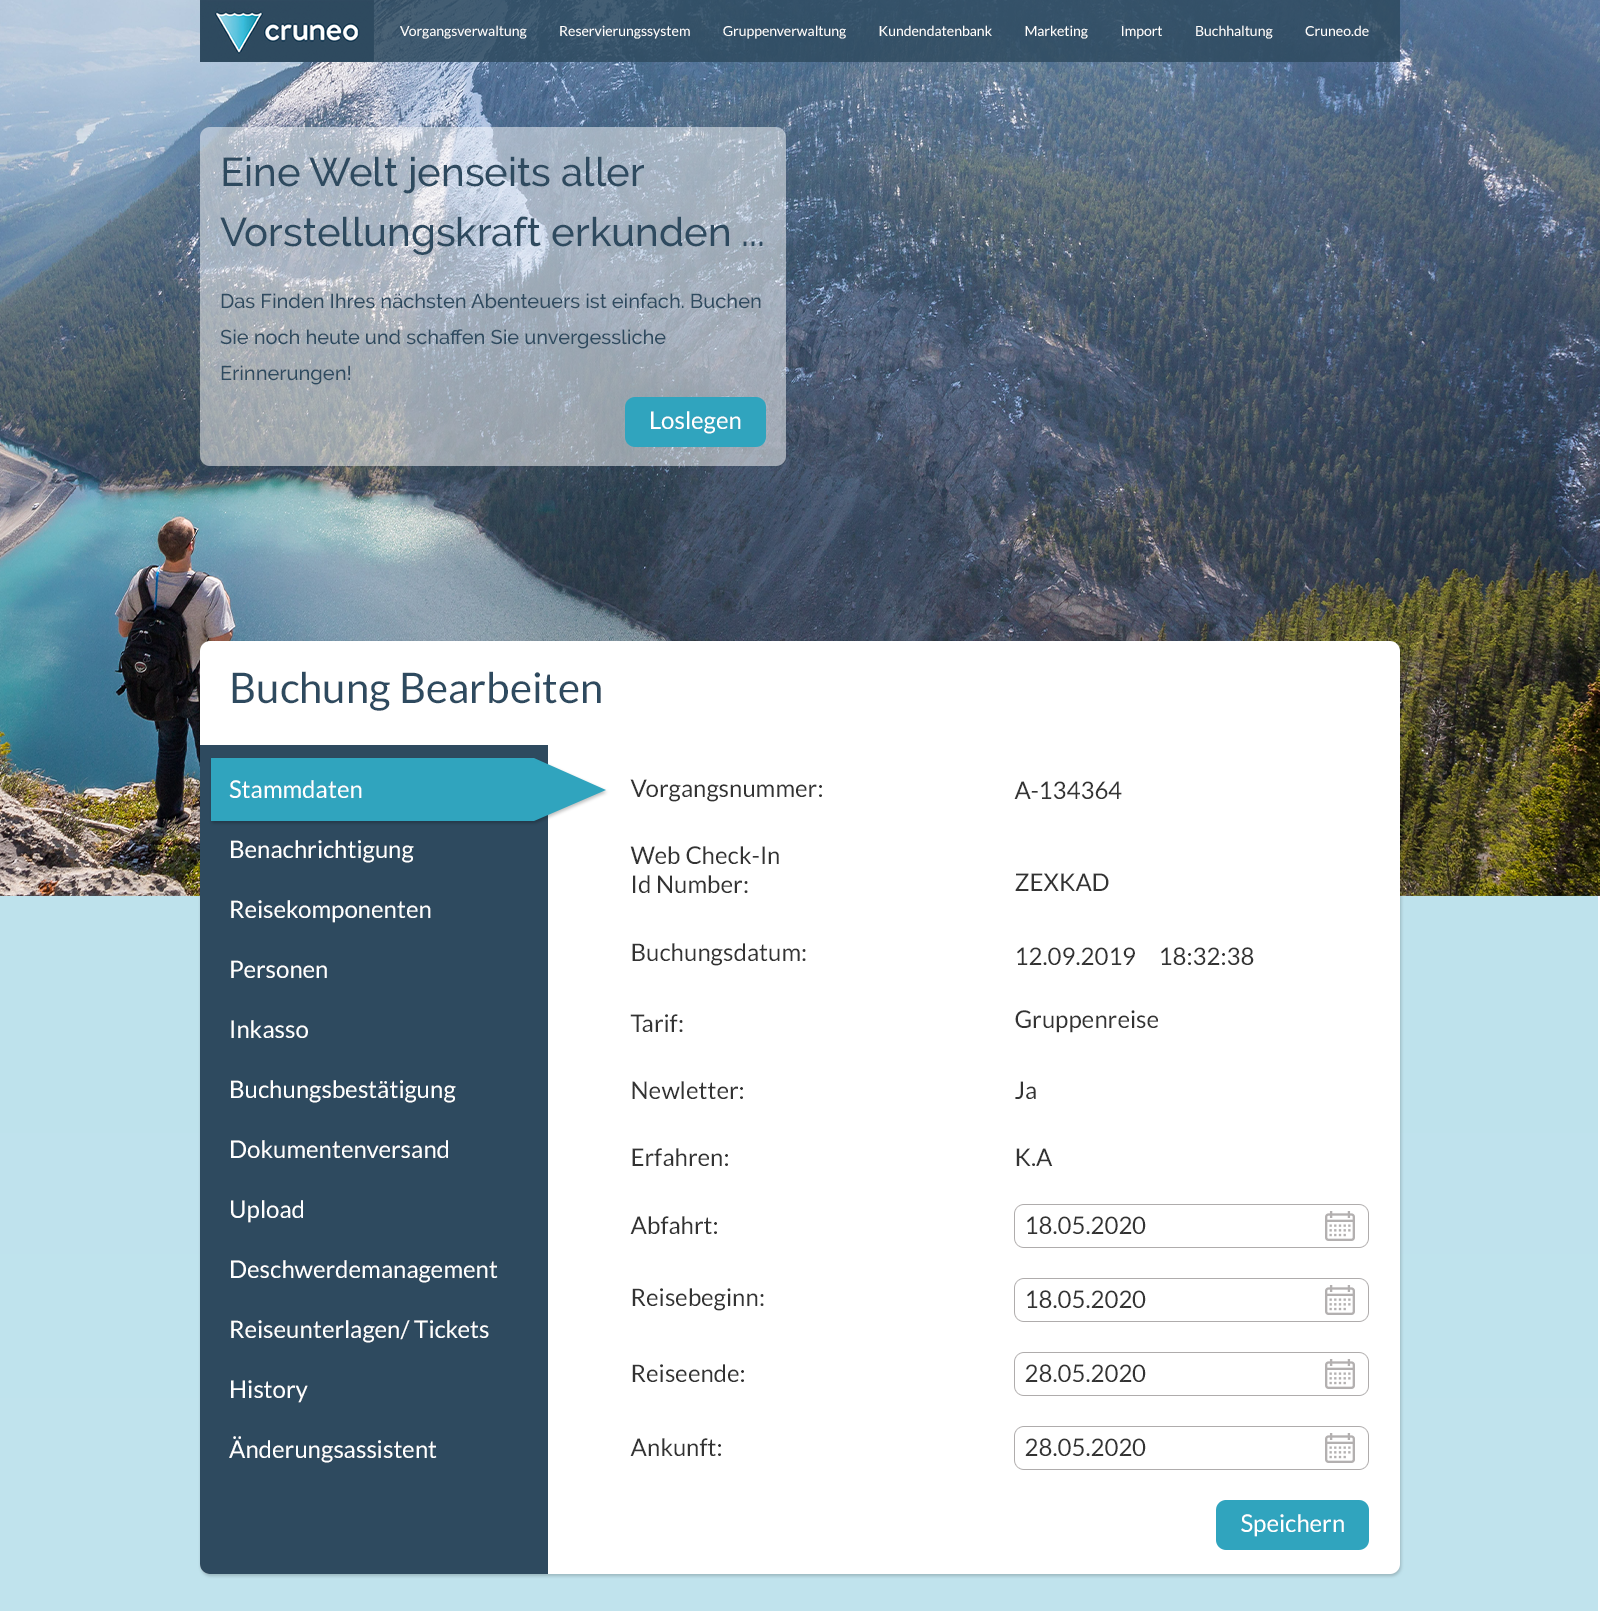 cruneo
Vorgangsverwaltung Reservierungssystem Gruppenverwaltung Kundendatenbank Marketing Import Buchhaltung Cruneo.de
Eine Welt jenseits aller
Vorstellungskraft erkunden ...
Das Finden Ihres nächsten Abenteuers ist einfach. Buchen
Sie noch heute und schaffen Sie unvergessliche
Erinnerungen!
Loslegen
Buchung Bearbeiten
Stammdaten
Benachrichtigung
Reisekomponenten
Personen
Inkasso
Buchungsbestätigung
Dokumentenversand
Upload
Deschwerdemanagement
Reiseunterlagen/ Tickets
History
Änderungsassistent
Vorgangsnummer: A-134364
Web Check-In
Id Number: ZEXKAD
Buchungsdatum: 12.09.2019 18:32:38
Tarif: Gruppenreise
Newletter: Ja
Erfahren: K.A
Abfahrt: 18.05.2020
Reisebeginn: 18.05.2020
Reiseende: 28.05.2020
Ankunft: 28.05.2020
Speichern